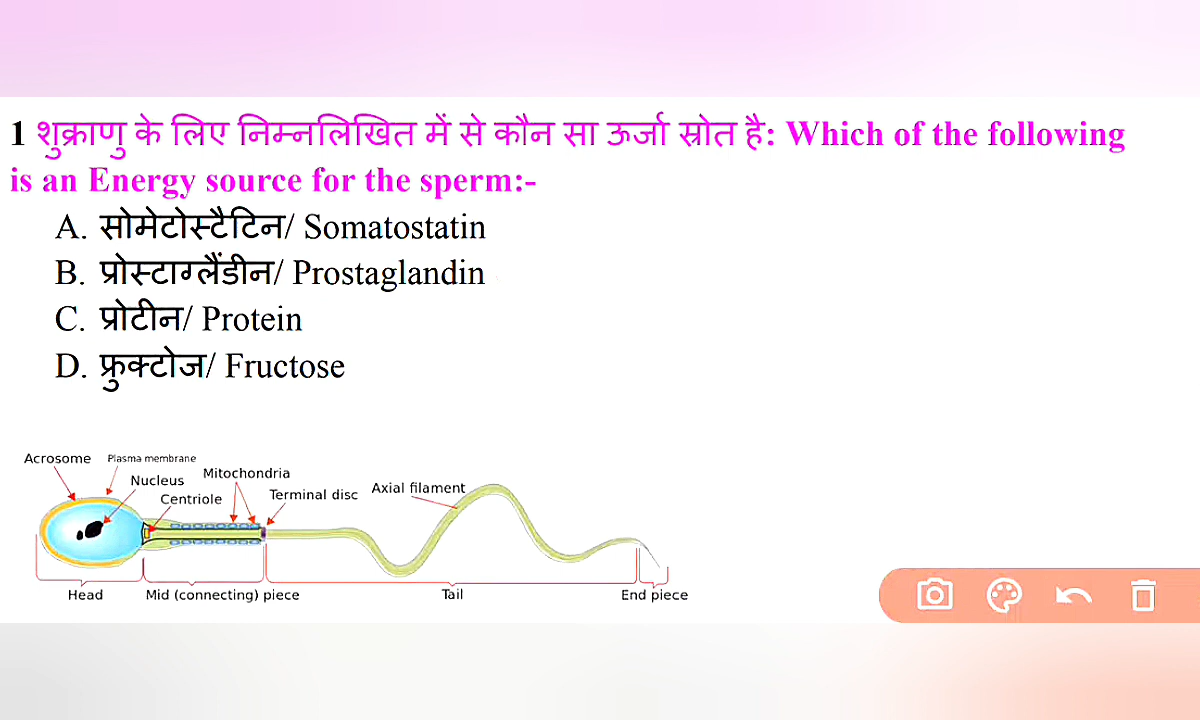 1 शुक्राणु के लिए निम्नलिखित में से कौन सा ऊर्जा स्रोत है: Which of the following
is an Energy source for the sperm:-
A. सोमेटोस्टैटिन/ Somatostatin
B. प्रोस्टाग्लैंडीन/ Prostaglandin
C. प्रोटीन/ Protein
D. फ्रुक्टोज/ Fructose
Acrosome
Plasma membrane
Nucleus
Mitochondria
Centriole
Terminal disc
Axial filament
Head
Mid (connecting) piece
Tail
End piece